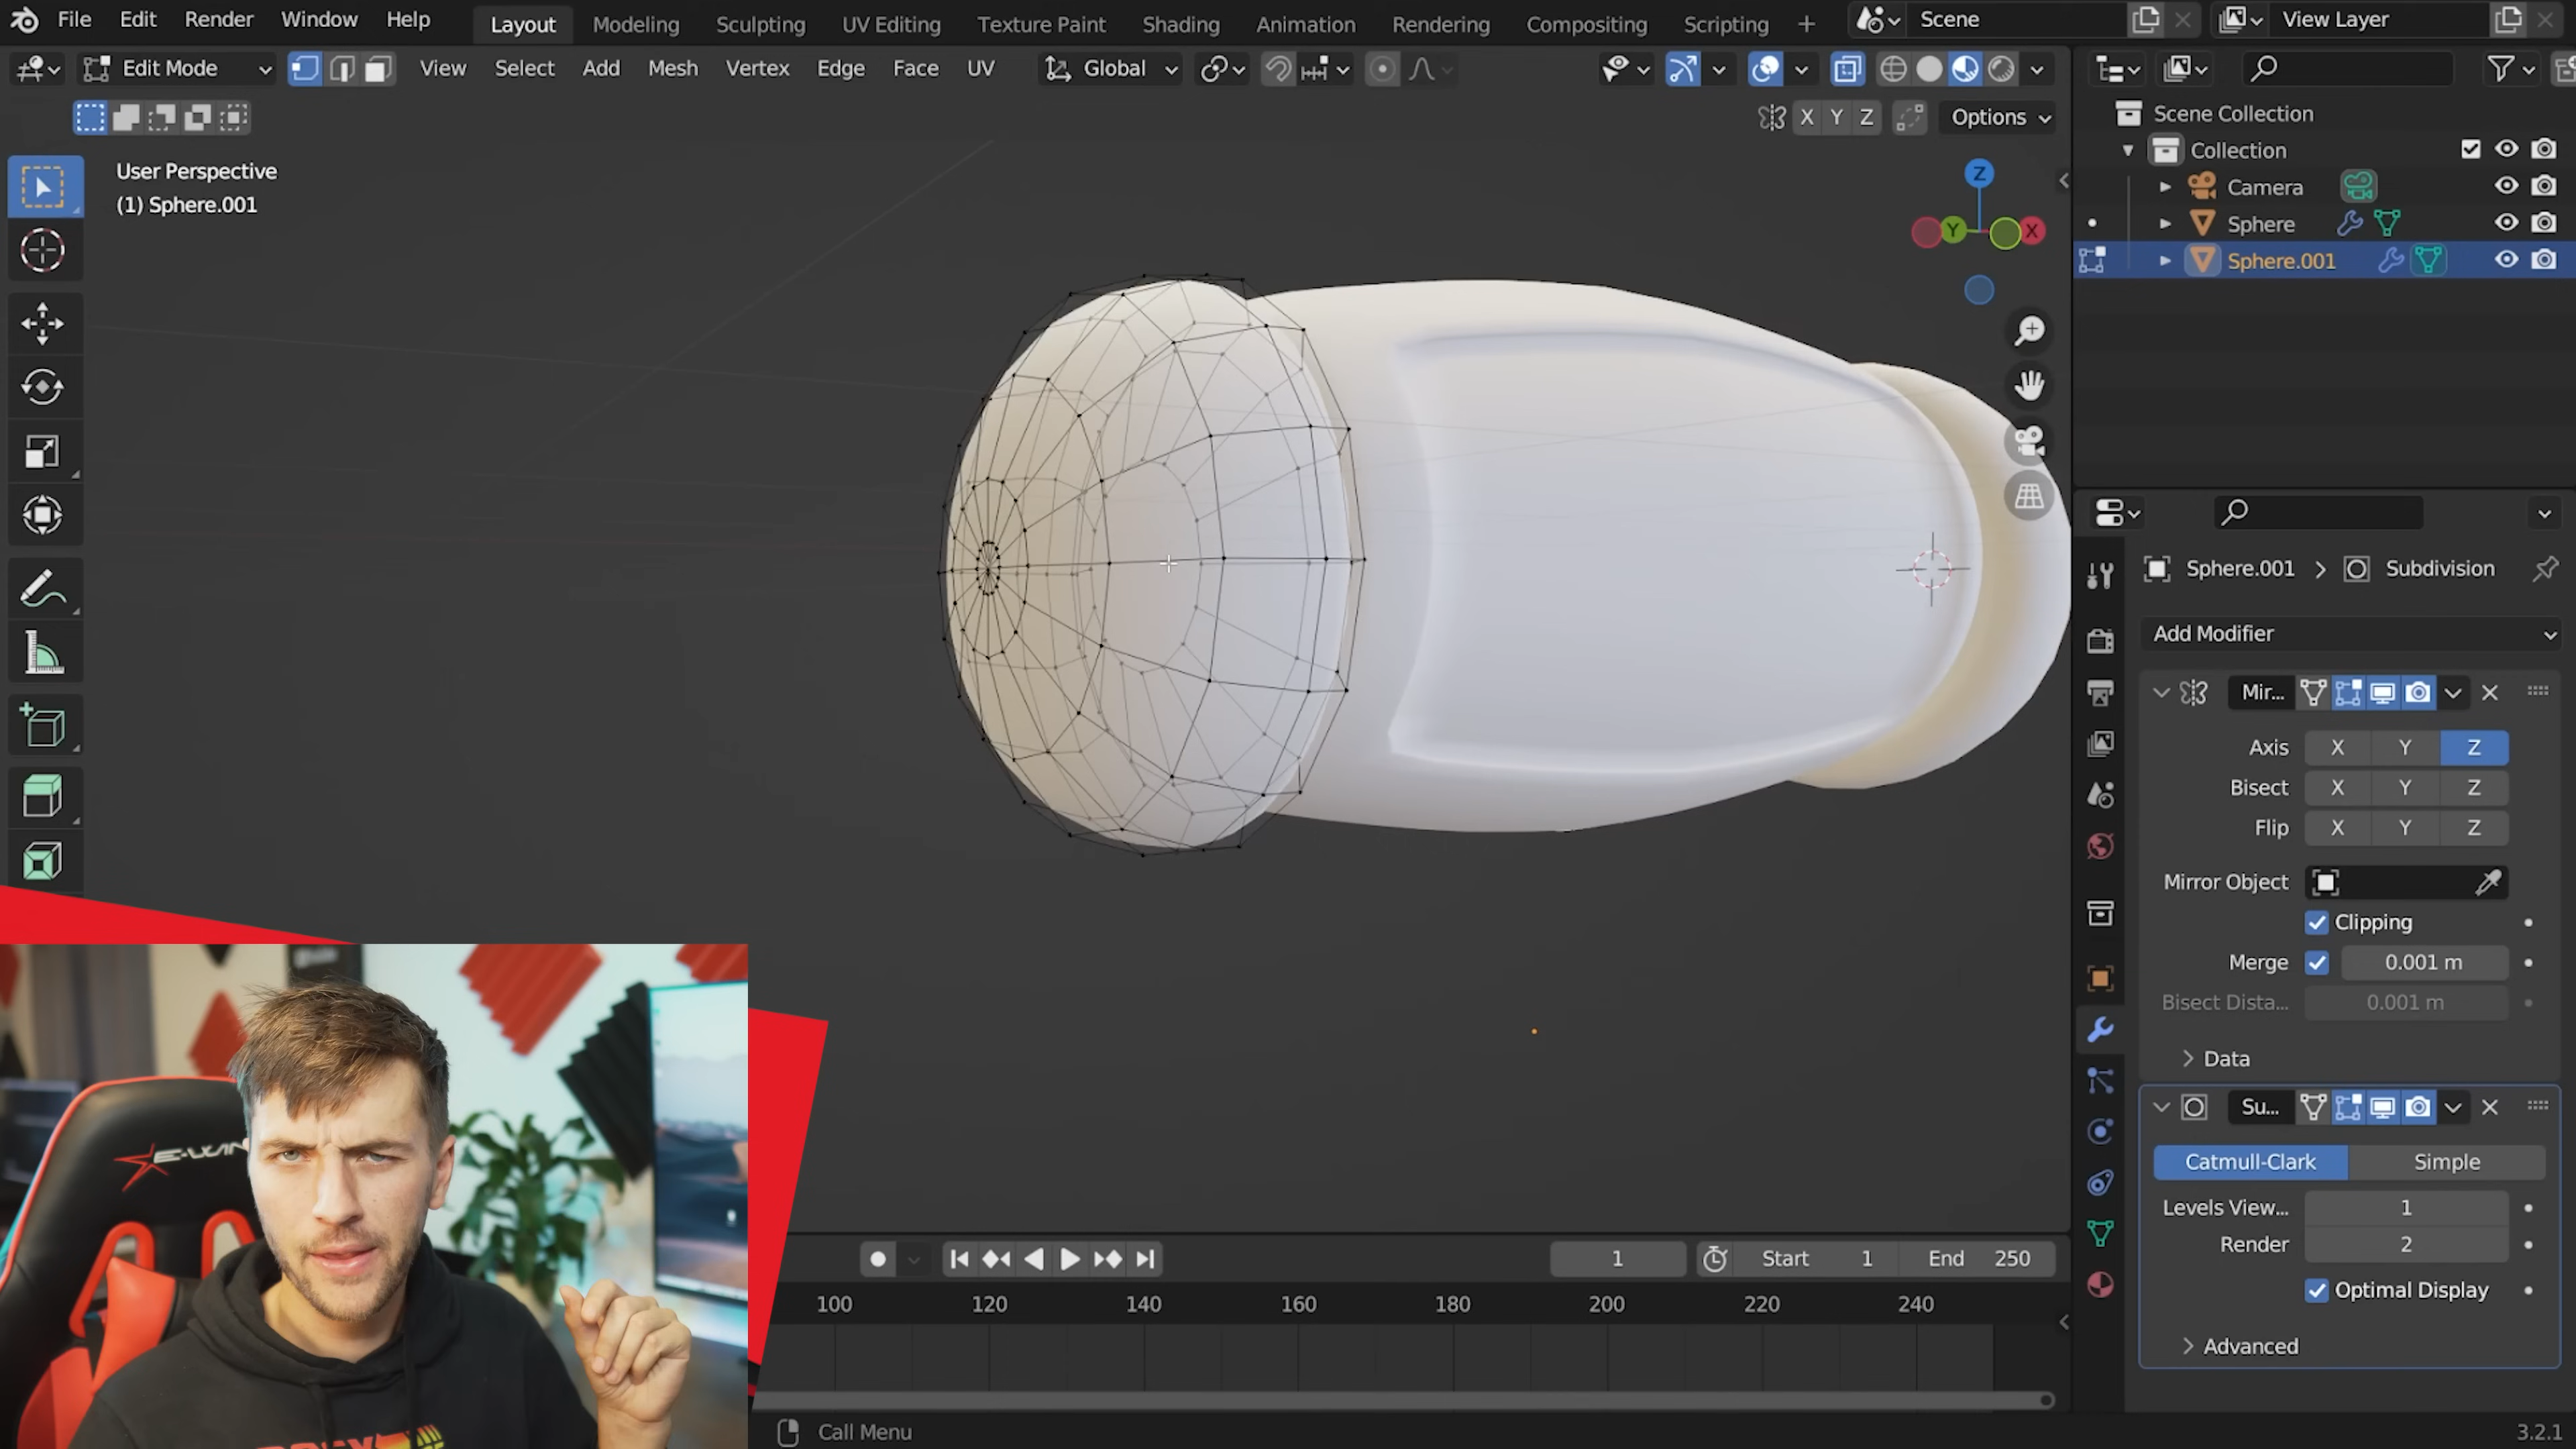 File Edit Render Window Help Layout Modeling Sculpting UV Editing Texture Paint Shading Animation Rendering Compositing Scripting + Scene View Layer
Edit Mode View Select Add Mesh Vertex Edge Face UV Global
X Y Z Options
User Perspective
(1) Sphere.001
Z
Y X
Scene Collection
Collection
Camera
Sphere
Sphere.001
Sphere.001 > Subdivision
Add Modifier
Mir...
Axis X Y Z
Bisect X Y Z
Flip X Y Z
Mirror Object
Clipping
Merge 0.001 m
Bisect Dista... 0.001 m
Data
Su...
Catmull-Clark Simple
Levels View... 1
Render 2
Optimal Display
Advanced
E-WIN
1 Start 1 End 250
100 120 140 160 180 200 220 240
Call Menu
3.2.1